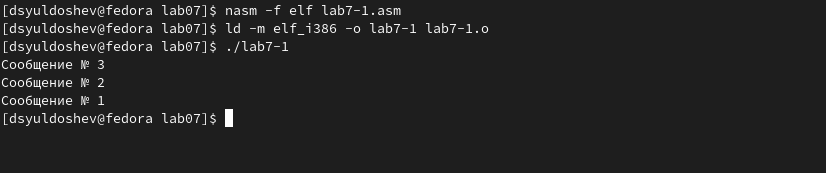 [dsyuldoshev@fedora lab07]$ nasm -f elf lab7-1.asm
[dsyuldoshev@fedora lab07]$ ld -m elf_i386 -o lab7-1 lab7-1.o
[dsyuldoshev@fedora lab07]$ ./lab7-1
Сообщение № 3
Сообщение № 2
Сообщение № 1
[dsyuldoshev@fedora lab07]$